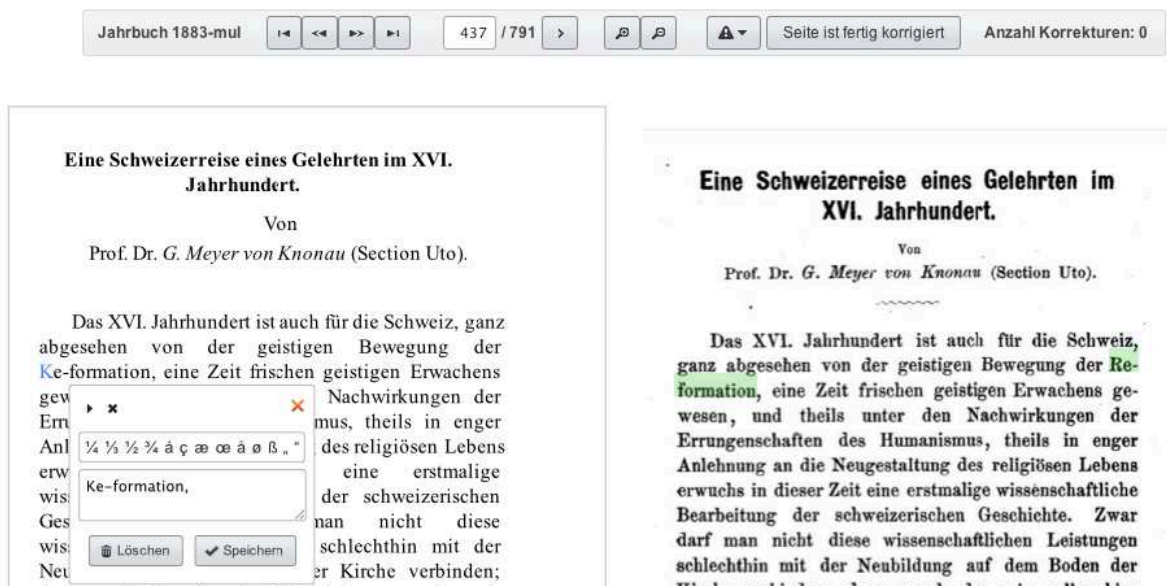 Jahrbuch 1883-mul 437 / 791 Seite ist fertig korrigiert Anzahl Korrekturen: 0
Eine Schweizerreise eines Gelehrten im XVI.
Jahrhundert.
Von
Prof. Dr. G. Meyer von Knonau (Section Uto).
Das XVI. Jahrhundert ist auch für die Schweiz, ganz
abgesehen von der geistigen Bewegung der
Ke-formation, eine Zeit frischen geistigen Erwachens
gew Nachwirkungen der
Erru mus, theils in enger
Anl des religiösen Lebens
erw eine erstmalige
wis der schweizerischen
Ges man nicht diese
wis schlechthin mit der
Neu er Kirche verbinden;
¼ ⅓ ½ ¾ á ç æ œ â ø ß „ “
Ke-formation,
Löschen Speichern
Eine Schweizerreise eines Gelehrten im
XVI. Jahrhundert.
Von
Prof. Dr. G. Meyer von Knonau (Section Uto).
Das XVI. Jahrhundert ist auch für die Schweiz,
ganz abgesehen von der geistigen Bewegung der Re-
formation, eine Zeit frischen geistigen Erwachens ge-
wesen, und theils unter den Nachwirkungen der
Errungenschaften des Humanismus, theils in enger
Anlehnung an die Neugestaltung des religiösen Lebens
erwuchs in dieser Zeit eine erstmalige wissenschaftliche
Bearbeitung der schweizerischen Geschichte. Zwar
darf man nicht diese wissenschaftlichen Leistungen
schlechthin mit der Neubildung auf dem Boden der